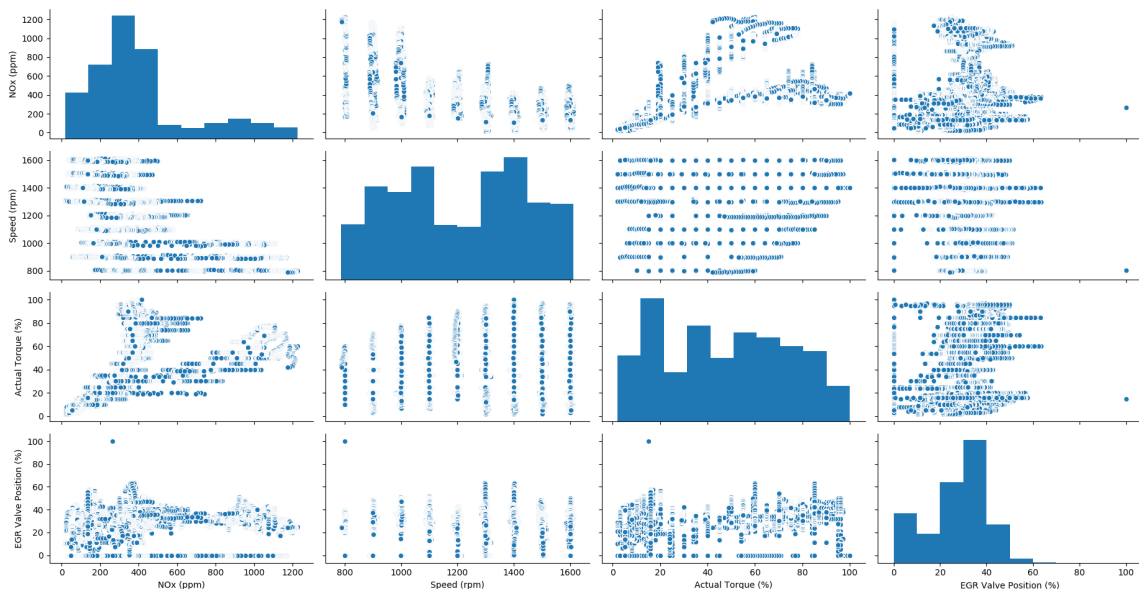 NOx (ppm)
1200
1000
800
600
400
200
0
Speed (rpm)
1600
1400
1200
1000
800
Actual Torque (%)
100
80
60
40
20
0
EGR Valve Position (%)
100
80
60
40
20
0
0 200 400 600 800 1000 1200
NOx (ppm)
800 1000 1200 1400 1600
Speed (rpm)
0 20 40 60 80 100
Actual Torque (%)
0 20 40 60 80 100
EGR Valve Position (%)